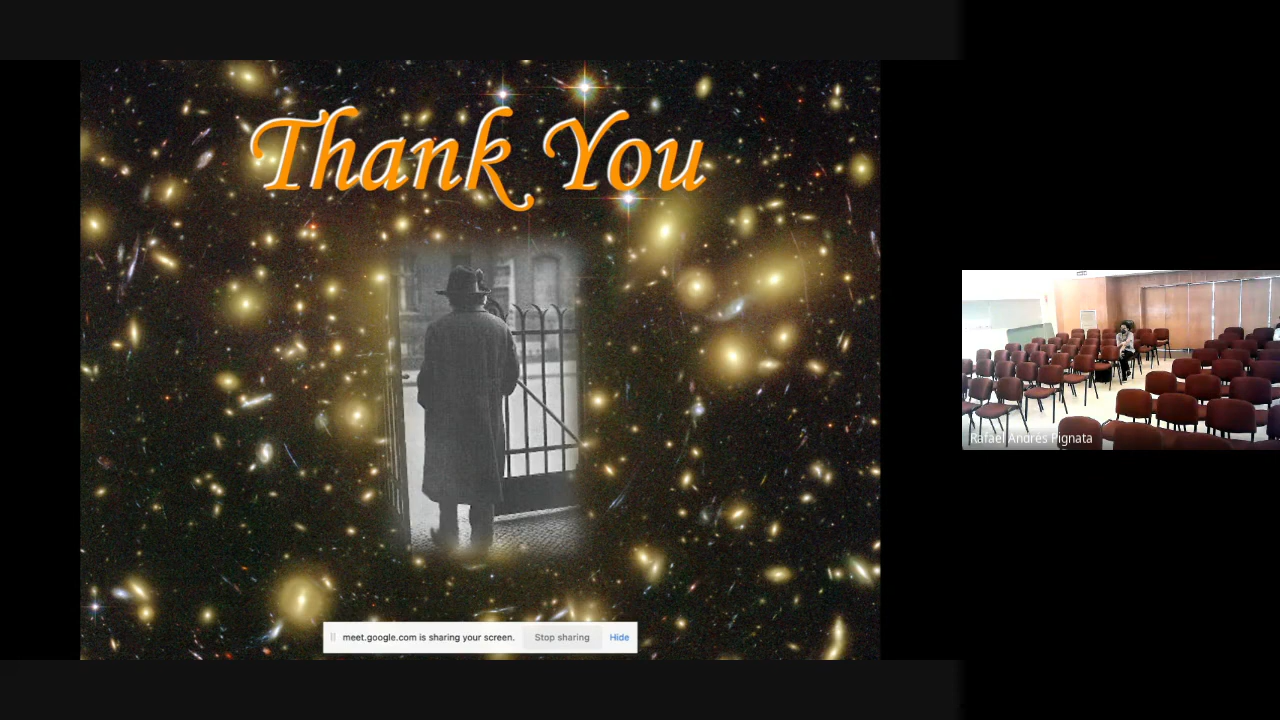 Thank You
meet.google.com is sharing your screen. Stop sharing Hide
Rafael Andrés Pignata